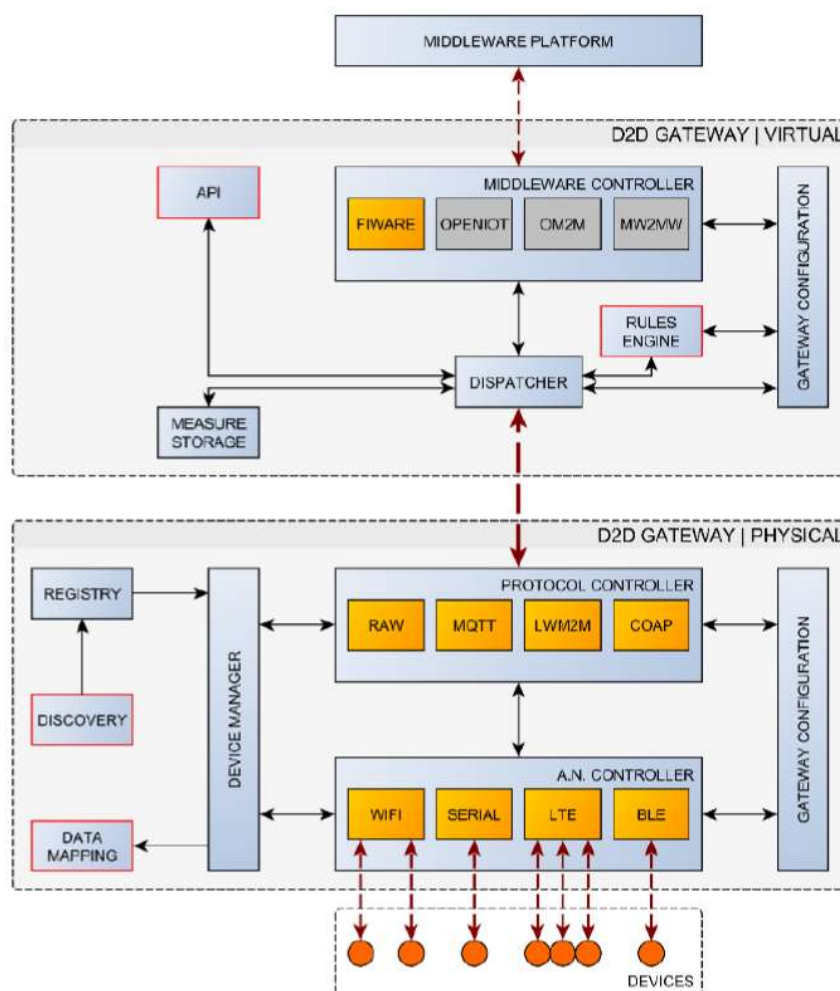 MIDDLEWARE PLATFORM
D2D GATEWAY | VIRTUAL
API
MIDDLEWARE CONTROLLER
FIWARE
OPENIOT
OM2M
MW2MW
GATEWAY CONFIGURATION
RULES
ENGINE
DISPATCHER
MEASURE
STORAGE
D2D GATEWAY | PHYSICAL
REGISTRY
DISCOVERY
DATA
MAPPING
DEVICE MANAGER
PROTOCOL CONTROLLER
RAW
MQTT
LWM2M
COAP
A.N. CONTROLLER
WIFI
SERIAL
LTE
BLE
GATEWAY CONFIGURATION
DEVICES